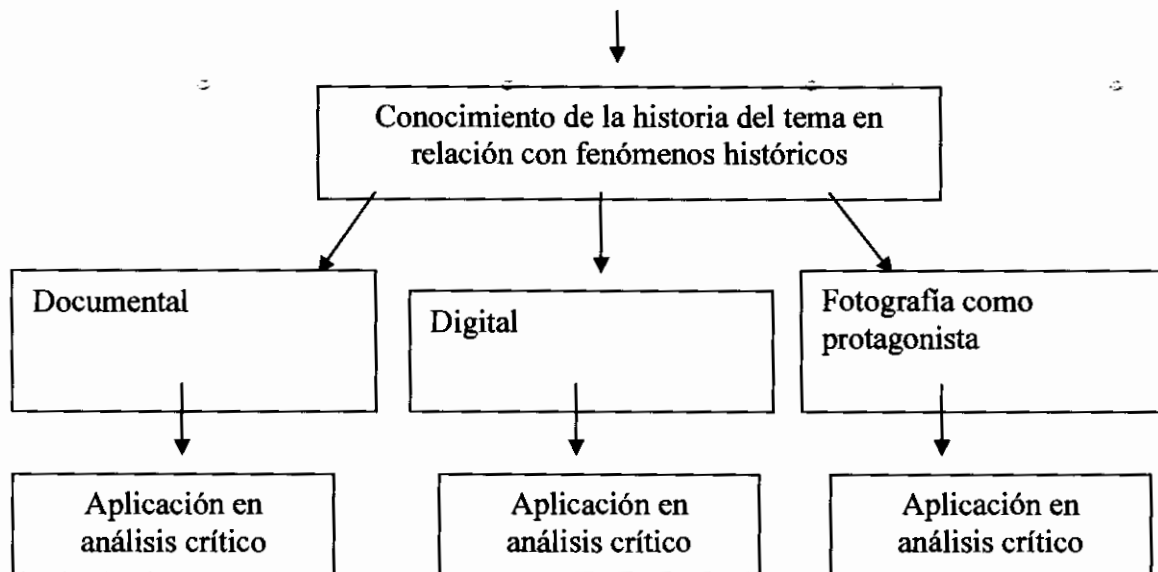 Conocimiento de la historia del tema en
relación con fenómenos históricos
Documental
Digital
Fotografía como
protagonista
Aplicación en
análisis crítico
Aplicación en
análisis crítico
Aplicación en
análisis crítico